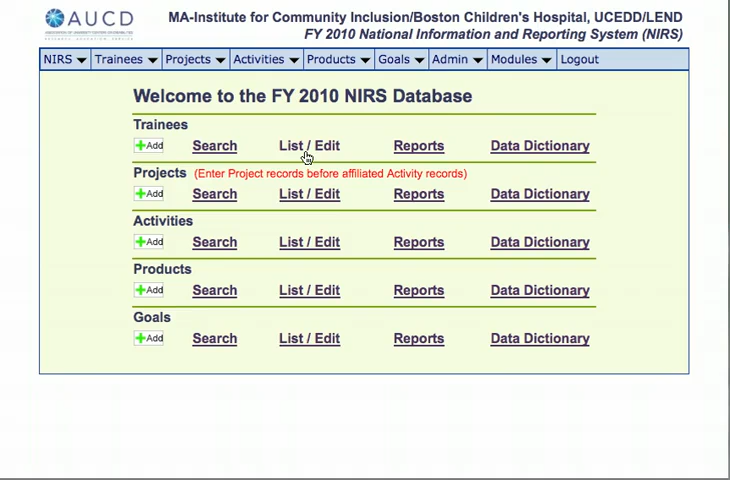 AUCD
MA-Institute for Community Inclusion/Boston Children's Hospital, UCEDD/LEND
FY 2010 National Information and Reporting System (NIRS)
NIRS Trainees Projects Activities Products Goals Admin Modules Logout
Welcome to the FY 2010 NIRS Database
Trainees
Add Search List / Edit Reports Data Dictionary
Projects (Enter Project records before affiliated Activity records)
Add Search List / Edit Reports Data Dictionary
Activities
Add Search List / Edit Reports Data Dictionary
Products
Add Search List / Edit Reports Data Dictionary
Goals
Add Search List / Edit Reports Data Dictionary